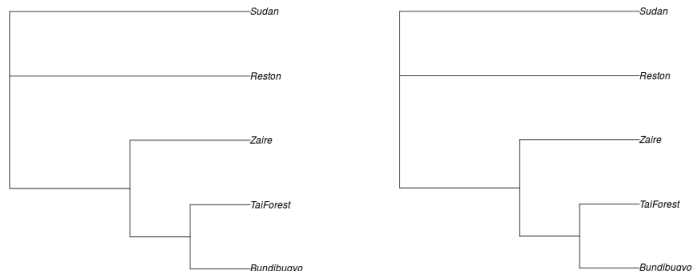 Sudan
Reston
Zaire
TaiForest
Bundibugyo
Sudan
Reston
Zaire
TaiForest
Bundibugyo